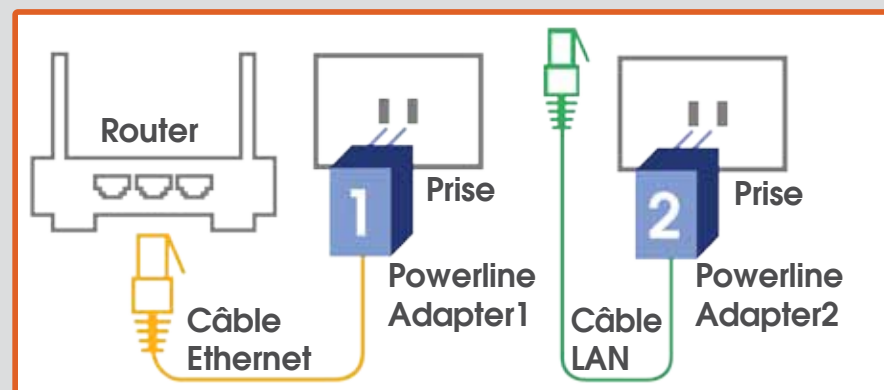 Router
1
Prise
Powerline
Adapter1
Câble
Ethernet
2
Prise
Powerline
Adapter2
Câble
LAN